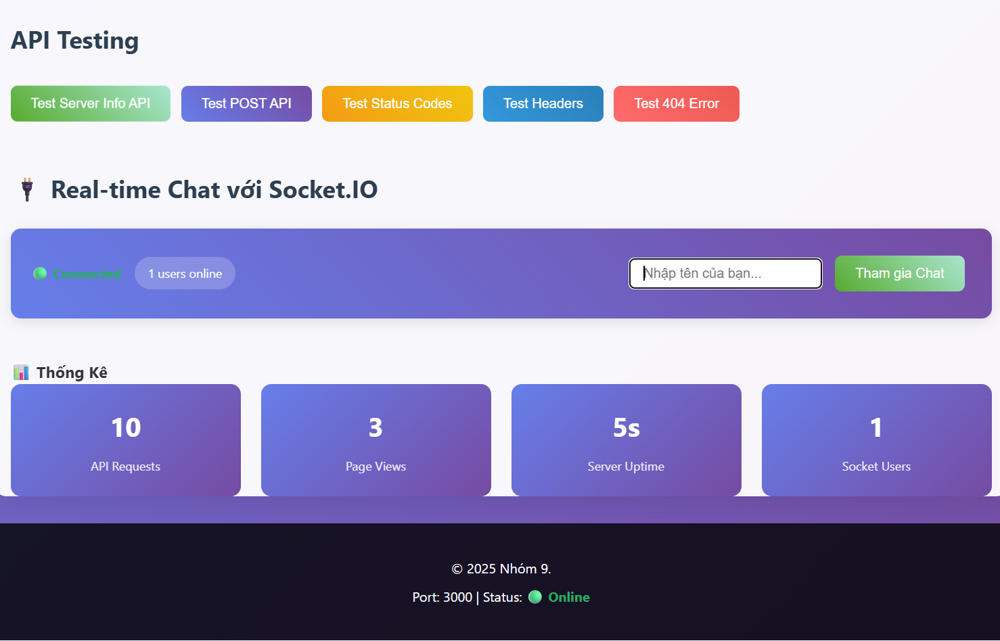 API Testing
Test Server Info API
Test POST API
Test Status Codes
Test Headers
Test 404 Error
Real-time Chat với Socket.IO
Connected
1 users online
Nhập tên của bạn...
Tham gia Chat
Thống Kê
10
API Requests
3
Page Views
5s
Server Uptime
1
Socket Users
© 2025 Nhóm 9.
Port: 3000 | Status: Online